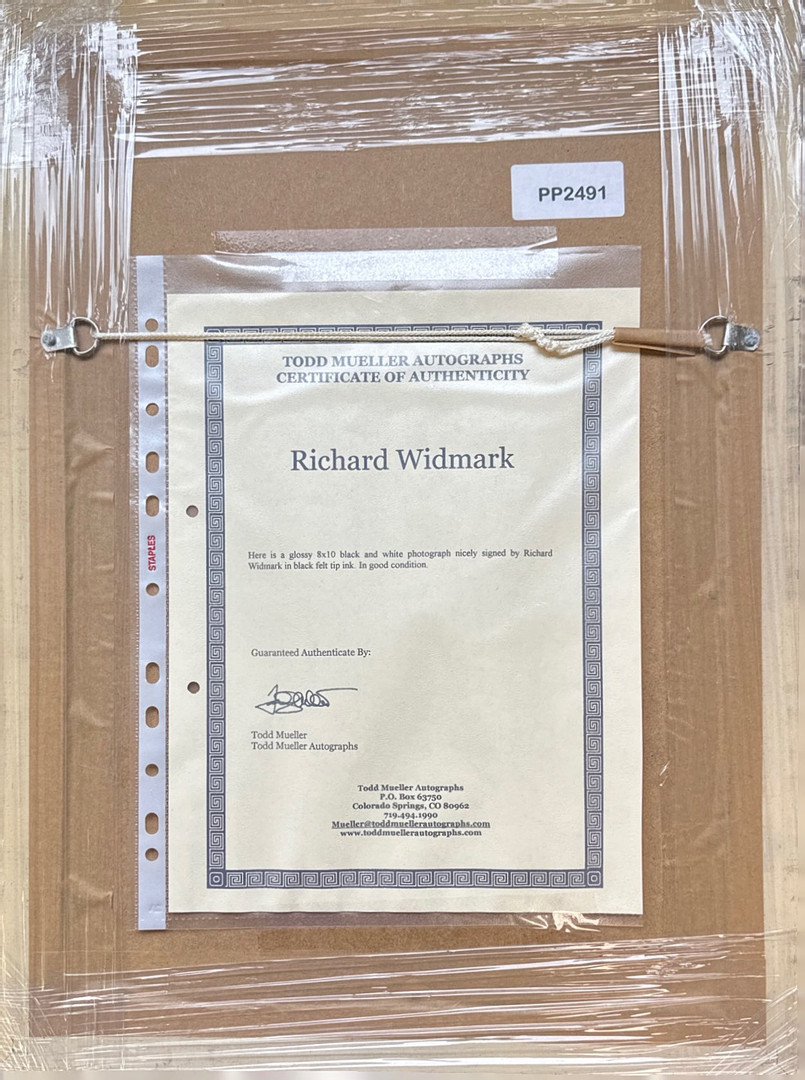 PP2491
TODD MUELLER AUTOGRAPHS
CERTIFICATE OF AUTHENTICITY
Richard Widmark
STAPLES
Here is a glossy 8x10 black and white photograph nicely signed by Richard
Widmark in black felt tip ink. In good condition.
Guaranteed Authenticate By:
Todd Mueller
Todd Mueller Autographs
Todd Mueller Autographs
P.O. Box 63750
Colorado Springs, CO 80962
719.494.1990
Mueller@toddmuellerautographs.com
www.toddmuellerautographs.com